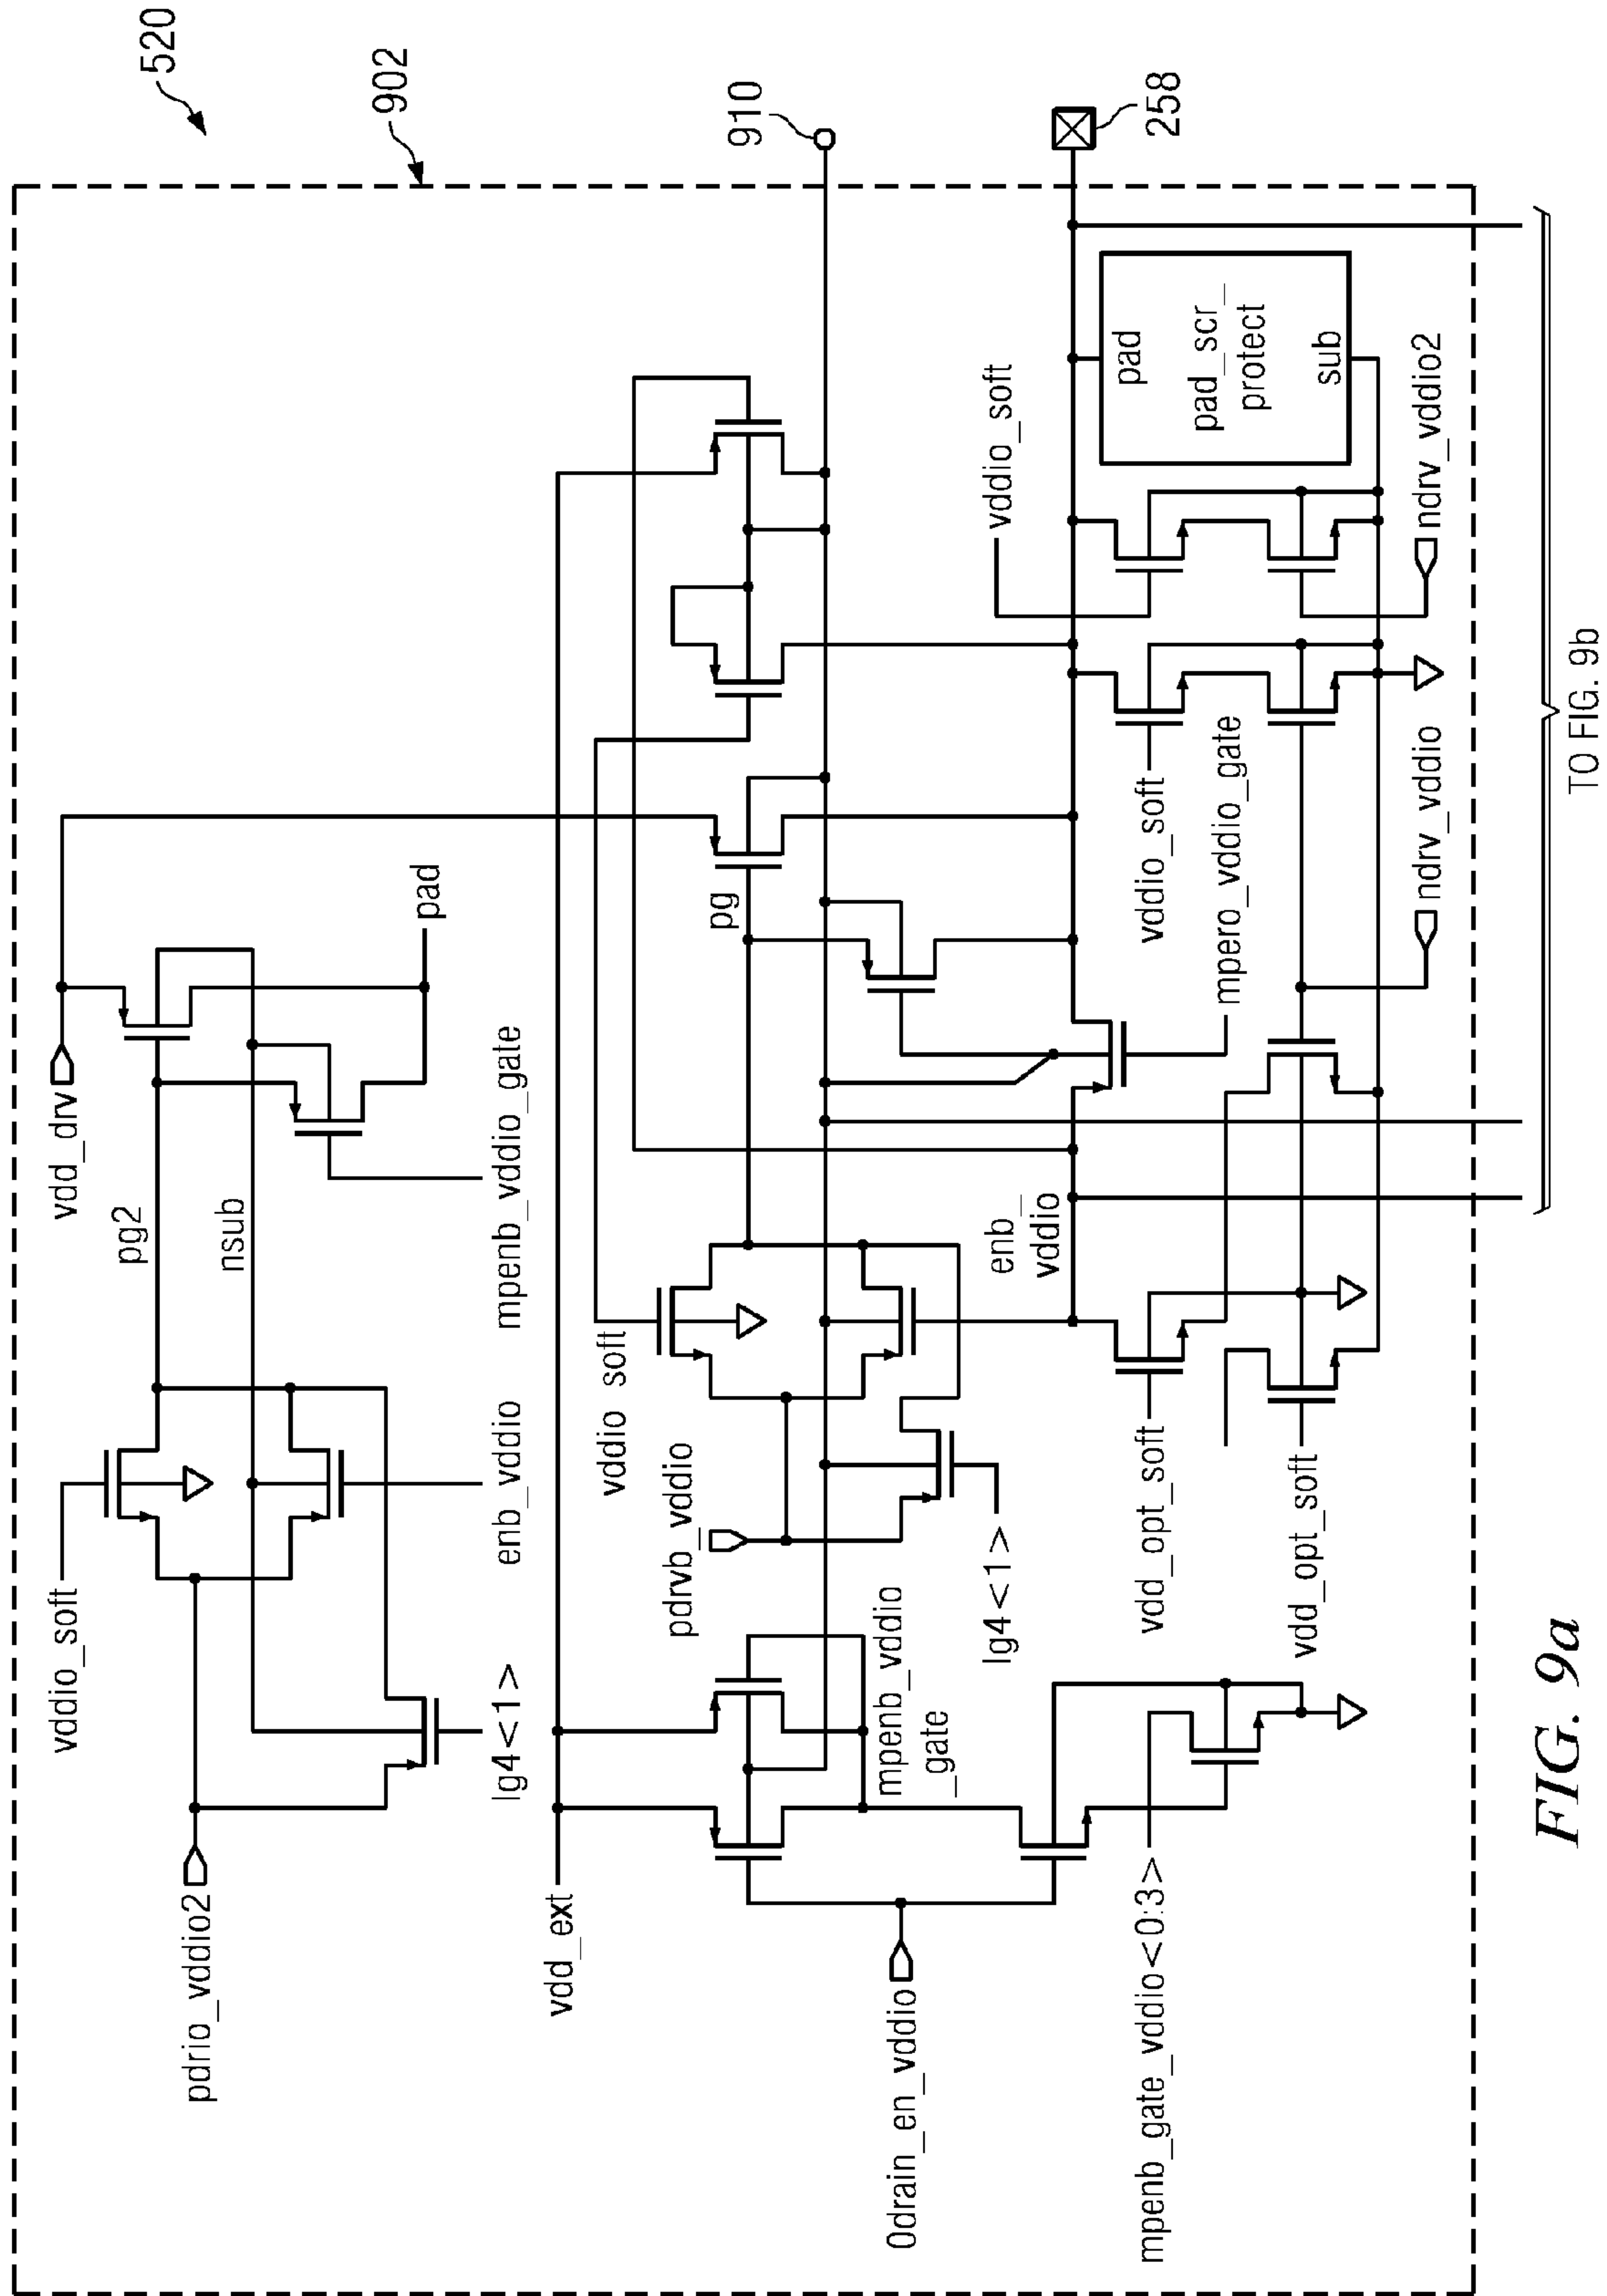 520
902
vdd_drv
vddio_soft
pg2
pad
nsub
pdrio_vddio2
lg4<1>
enb_vddio
mpenb_vddio_gate
vdd_ext
vddio soft
pg
910
pdrvb_vddio
mpenb_vddio
_gate
lg4<1>
0drain_en_vddio
enb_
vddio
vddio_soft
258
pad
pad_scr_
protect
sub
vddio_soft
mpero_vddio_gate
vdd_opt_soft
mpenb_gate_vddio<0:3>
vdd_opt_soft
ndrv_vddio
ndrv_vddio2
TO FIG. 9b
FIG. 9a